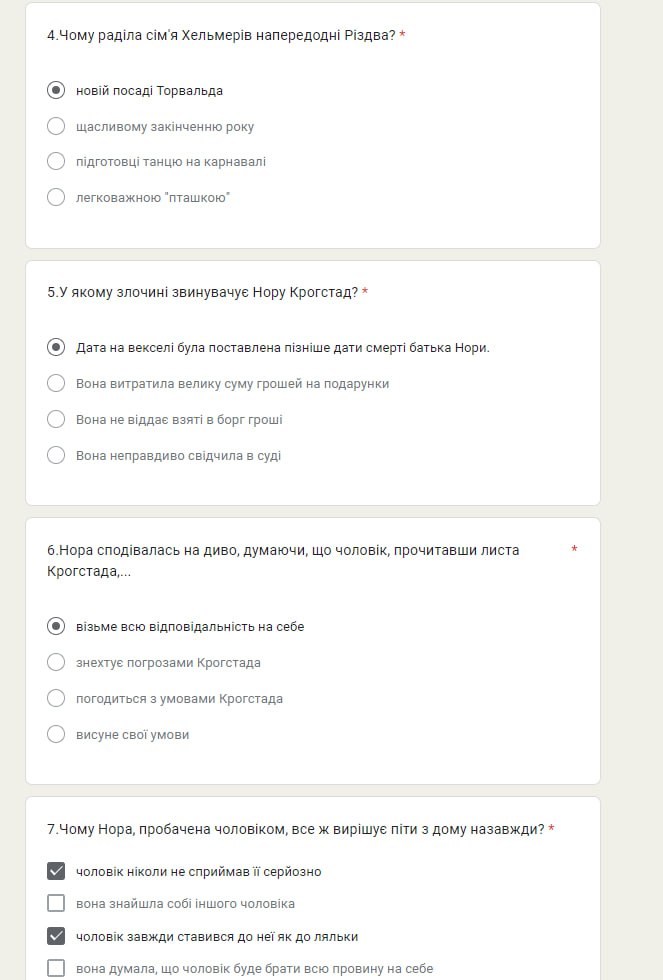 4.Чому раділа сім'я Хельмерів напередодні Різдва? *
новій посаді Торвальда
щасливому закінченню року
підготовці танцю на карнавалі
легковажною "пташкою"
5.У якому злочині звинувачує Нору Крогстад? *
Дата на векселі була поставлена пізніше дати смерті батька Нори.
Вона витратила велику суму грошей на подарунки
Вона не віддає взяті в борг гроші
Вона неправдиво свідчила в суді
6.Нора сподівалась на диво, думаючи, що чоловік, прочитавши листа *
Крогстада,...
візьме всю відповідальність на себе
знехтує погрозами Крогстада
погодиться з умовами Крогстада
висуне свої умови
7.Чому Нора, пробачена чоловіком, все ж вирішує піти з дому назавжди? *
чоловік ніколи не сприймав її серйозно
вона знайшла собі іншого чоловіка
чоловік завжди ставився до неї як до ляльки
вона думала, що чоловік буде брати всю провину на себе